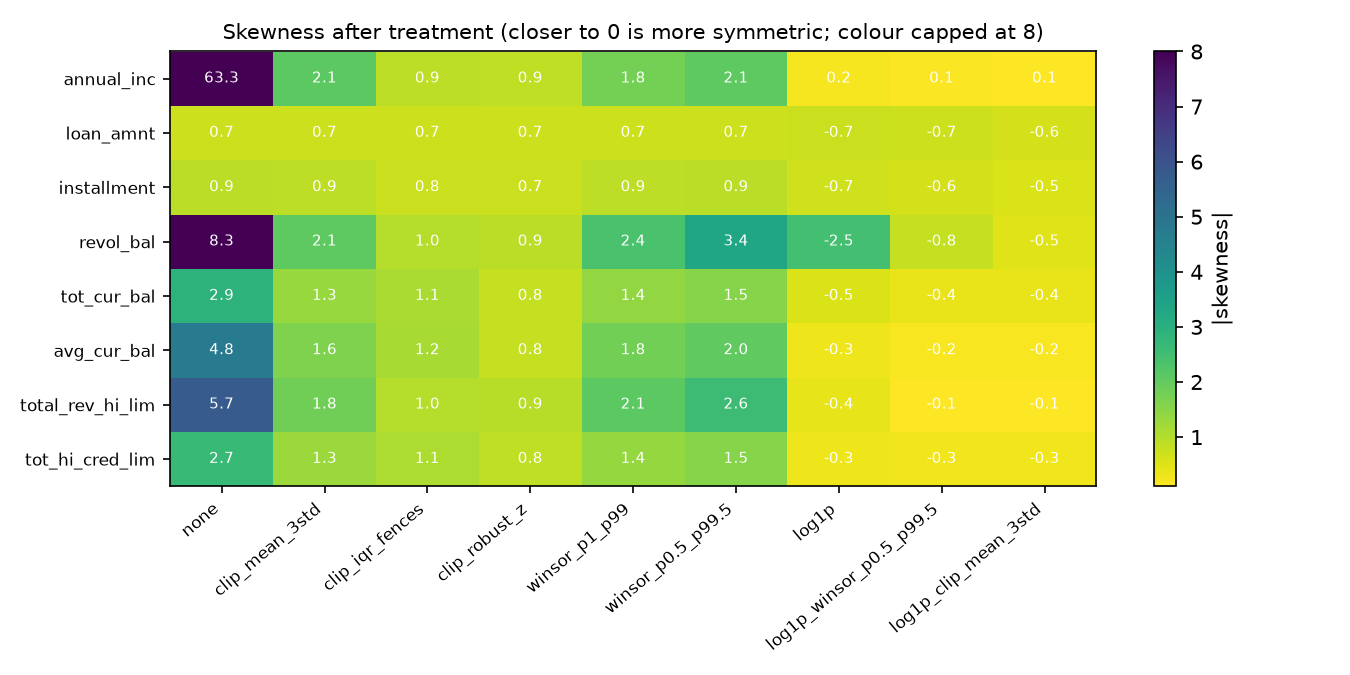 Skewness after treatment (closer to 0 is more symmetric; colour capped at 8)
annual_inc 63.3 2.1 0.9 0.9 1.8 2.1 0.2 0.1 0.1
loan_amnt 0.7 0.7 0.7 0.7 0.7 0.7 -0.7 -0.7 -0.6
installment 0.9 0.9 0.8 0.7 0.9 0.9 -0.7 -0.6 -0.5
revol_bal 8.3 2.1 1.0 0.9 2.4 3.4 -2.5 -0.8 -0.5
tot_cur_bal 2.9 1.3 1.1 0.8 1.4 1.5 -0.5 -0.4 -0.4
avg_cur_bal 4.8 1.6 1.2 0.8 1.8 2.0 -0.3 -0.2 -0.2
total_rev_hi_lim 5.7 1.8 1.0 0.9 2.1 2.6 -0.4 -0.1 -0.1
tot_hi_cred_lim 2.7 1.3 1.1 0.8 1.4 1.5 -0.3 -0.3 -0.3
none
clip_mean_3std
clip_iqr_fences
clip_robust_z
winsor_p1_p99
winsor_p0.5_p99.5
log1p
log1p_winsor_p0.5_p99.5
log1p_clip_mean_3std
8
7
6
5
4
3
2
1
|skewness|